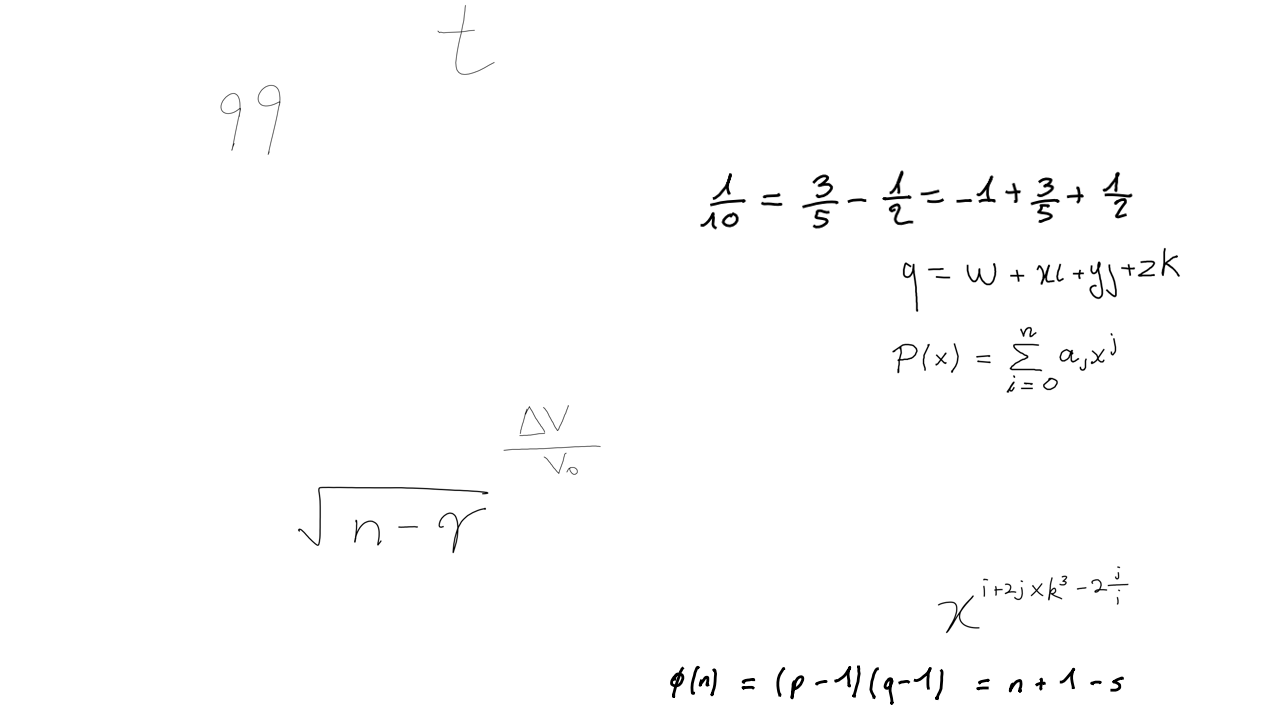 t
99
\frac{1}{10} = \frac{3}{5} - \frac{1}{2} = -1 + \frac{3}{5} + \frac{1}{2}
q = w + xi + yj + zk
P(x) = \sum_{i=0}^{n} a_j x^j
\frac{\Delta V}{V_0}
\sqrt{n - \gamma}
x^{i+2j \times k^3 - 2\frac{j}{i}}
\phi(n) = (p-1)(q-1) = n + 1 - s